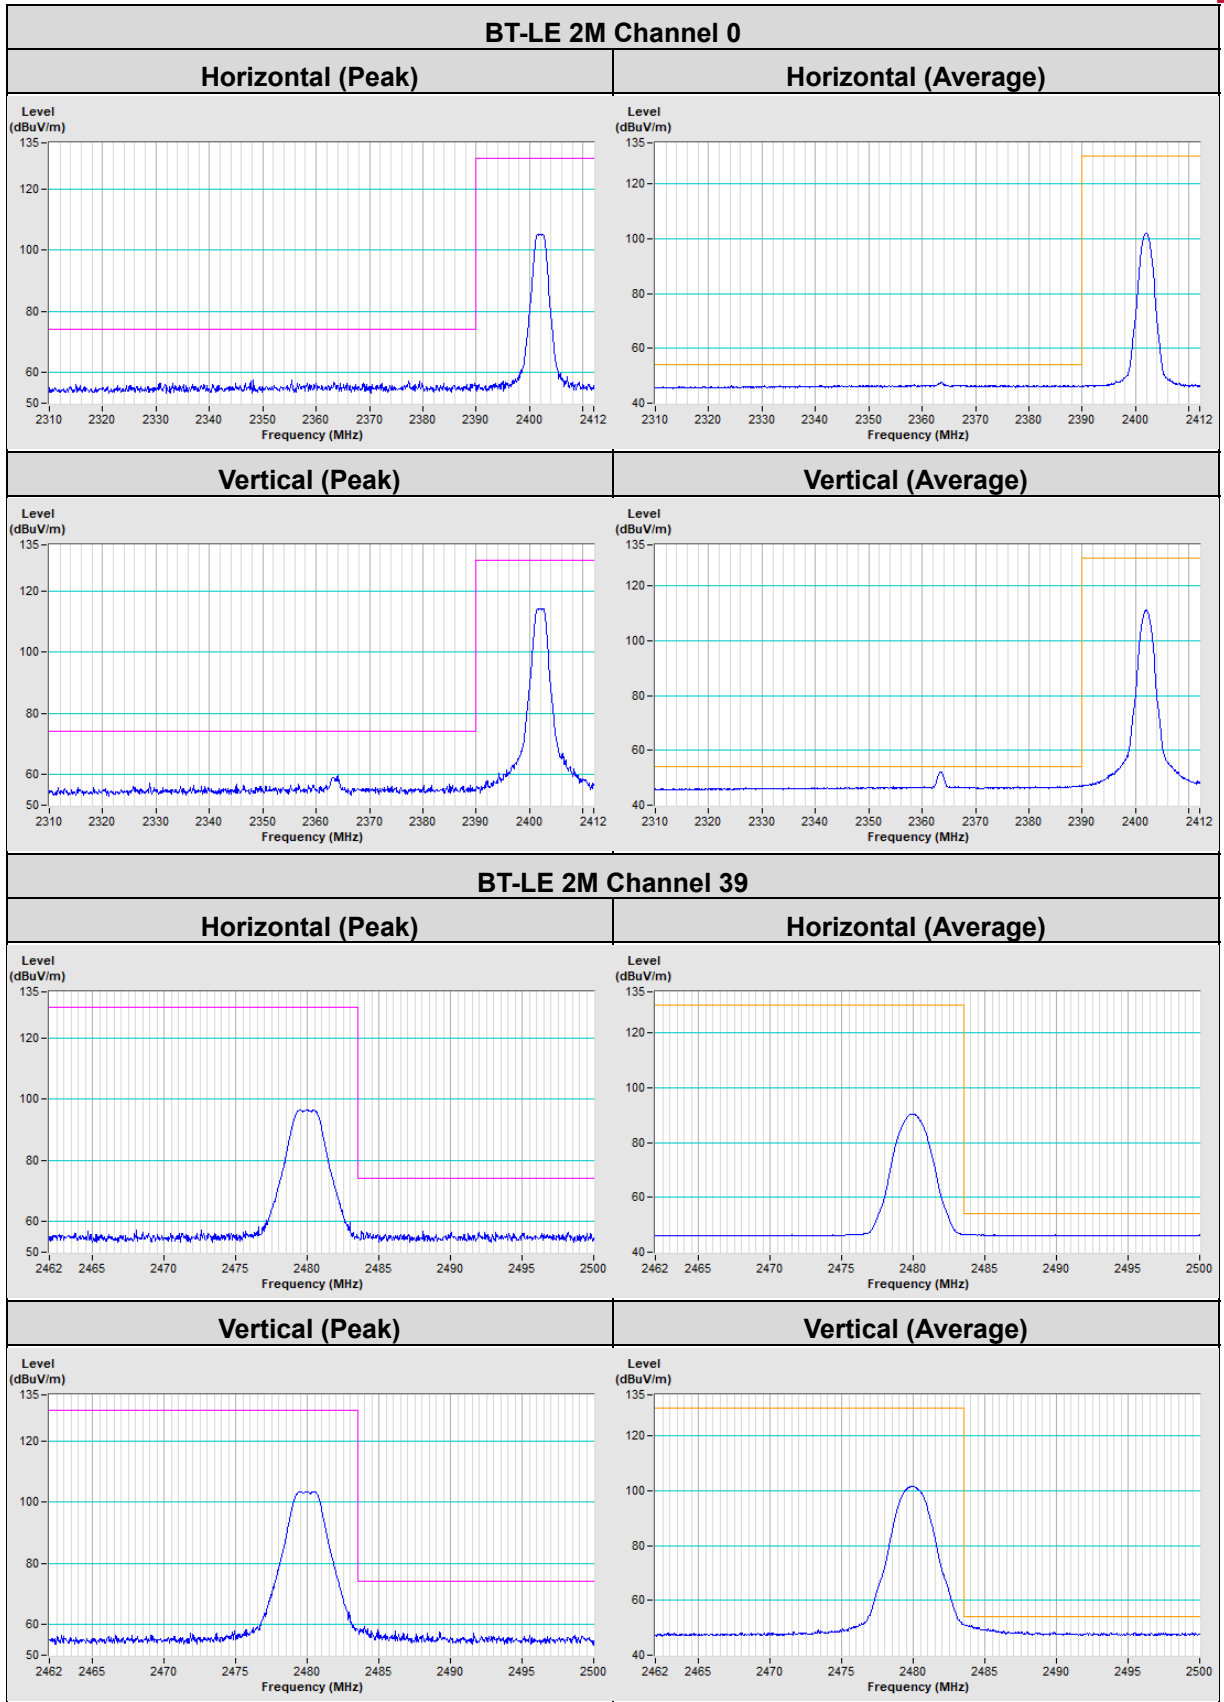 BT-LE 2M Channel 0
Horizontal (Peak)
Horizontal (Average)
Level
(dBuV/m)
135
120
100
80
60
50
2310 2320 2330 2340 2350 2360 2370 2380 2390 2400 2412
Frequency (MHz)
Level
(dBuV/m)
135
120
100
80
60
40
2310 2320 2330 2340 2350 2360 2370 2380 2390 2400 2412
Frequency (MHz)
Vertical (Peak)
Vertical (Average)
Level
(dBuV/m)
135
120
100
80
60
50
2310 2320 2330 2340 2350 2360 2370 2380 2390 2400 2412
Frequency (MHz)
Level
(dBuV/m)
135
120
100
80
60
40
2310 2320 2330 2340 2350 2360 2370 2380 2390 2400 2412
Frequency (MHz)
BT-LE 2M Channel 39
Horizontal (Peak)
Horizontal (Average)
Level
(dBuV/m)
135
120
100
80
60
50
2462 2465 2470 2475 2480 2485 2490 2495 2500
Frequency (MHz)
Level
(dBuV/m)
135
120
100
80
60
40
2462 2465 2470 2475 2480 2485 2490 2495 2500
Frequency (MHz)
Vertical (Peak)
Vertical (Average)
Level
(dBuV/m)
135
120
100
80
60
50
2462 2465 2470 2475 2480 2485 2490 2495 2500
Frequency (MHz)
Level
(dBuV/m)
135
120
100
80
60
40
2462 2465 2470 2475 2480 2485 2490 2495 2500
Frequency (MHz)